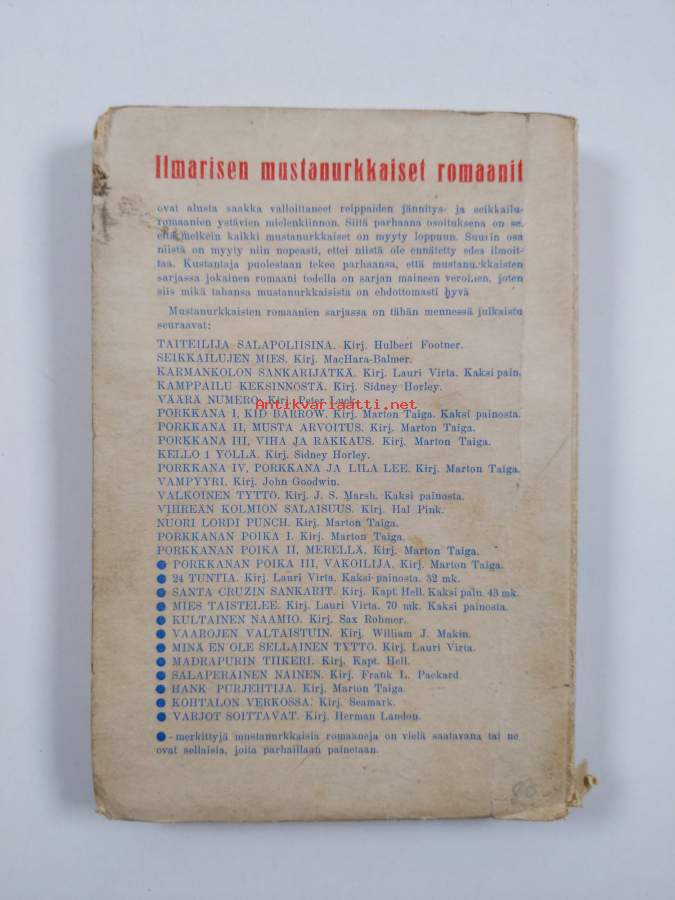 Ilmarisen mustanurkkaiset romaanit
ovat alusta saakka valloittaneet reippaiden jännitys- ja seikkailu-
romaanien ystävien mielenkiinnon. Siitä parhaana osoituksena on se,
että melkein kaikki mustanurkkaiset on myyty loppuun. Suurin osa
niistä on myyty niin nopeasti, ettei niistä ole ennätetty edes ilmoit-
taa. Kustantaja puolestaan tekee parhaansa, että mustanurkkaisten
sarjassa jokainen romaani todella on sarjan maineen veroinen, joten
siis mikä tahansa mustanurkkaisista on ehdottomasti hyvä
Mustanurkkaisten romaanien sarjassa on tähän mennessä julkaistu
seuraavat:
TAITEILIJA SALAPOLIISINA. Kirj. Hulbert Footner.
SEIKKAILUJEN MIES. Kirj. MacHara-Balmer.
KARMANKOLON SANKARIJÄTKÄ. Kirj. Lauri Virta. Kaksi pain.
KAMPPAILU KEKSINNÖSTÄ. Kirj. Sidney Horley.
VÄÄRÄ NUMERO. Kirj. Peter Luck.
Antikvariaatti.net
PORKKANA I, KID BARROW. Kirj. Marton Taiga. Kaksi painosta.
PORKKANA II, MUSTA ARVOITUS. Kirj. Marton Taiga.
PORKKANA III, VIHA JA RAKKAUS. Kirj. Marton Taiga.
KELLO 1 YÖLLÄ. Kirj. Sidney Horley.
PORKKANA IV, PORKKANA JA LILA LEE. Kirj. Marton Taiga.
VAMPYYRI. Kirj. John Goodwin.
VALKOINEN TYTTÖ. Kirj. J. S. Marsh. Kaksi painosta.
VIHREÄN KOLMION SALAISUUS. Kirj. Hal Pink.
NUORI LORDI PUNCH. Kirj. Marton Taiga.
PORKKANAN POIKA I. Kirj. Marton Taiga.
PORKKANAN POIKA II, MERELLÄ. Kirj. Marton Taiga.
● PORKKANAN POIKA III, VAKOILIJA. Kirj. Marton Taiga.
● 24 TUNTIA. Kirj. Lauri Virta. Kaksi painosta. 32 mk.
● SANTA CRUZIN SANKARIT. Kirj. Kapt. Hell. Kaksi pain. 43 mk.
● MIES TAISTELEE. Kirj. Lauri Virta. 70 mk. Kaksi painosta.
● KULTAINEN NAAMIO. Kirj. Sax Rohmer.
● VAAROJEN VALTAISTUIN. Kirj. William J. Makin.
● MINÄ EN OLE SELLAINEN TYTTÖ. Kirj. Lauri Virta.
● MADRAPURIN TIIKERI. Kirj. Kapt. Hell.
● SALAPERÄINEN NAINEN. Kirj. Frank L. Packard.
● HANK PURJEHTIJA. Kirj. Marton Taiga.
● KOHTALON VERKOSSA. Kirj. Seamark.
● VARJOT SOITTAVAT. Kirj. Herman Landon.
● -merkittyjä mustanurkkaisia romaaneja on vielä saatavana tai ne
ovat sellaisia, joita parhaillaan painetaan.
80